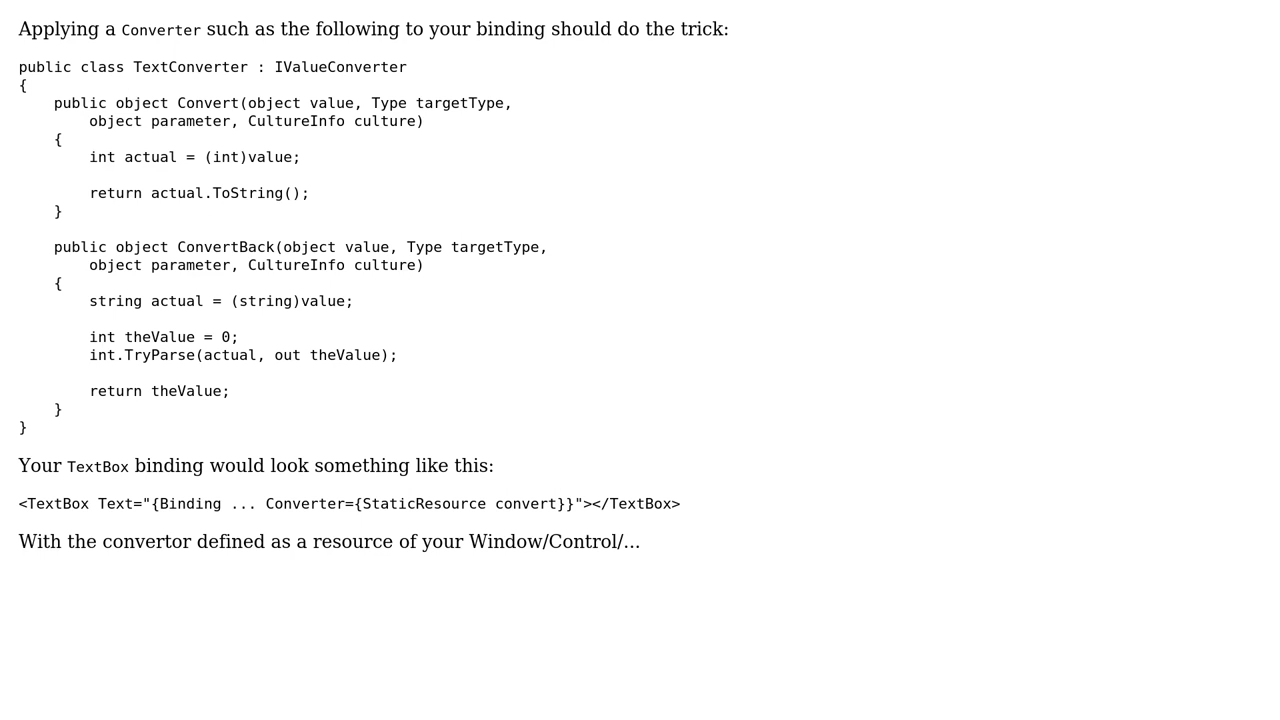 Applying a Converter such as the following to your binding should do the trick:
public class TextConverter : IValueConverter
{
    public object Convert(object value, Type targetType,
        object parameter, CultureInfo culture)
    {
        int actual = (int)value;

        return actual.ToString();
    }

    public object ConvertBack(object value, Type targetType,
        object parameter, CultureInfo culture)
    {
        string actual = (string)value;

        int theValue = 0;
        int.TryParse(actual, out theValue);

        return theValue;
    }
}
Your TextBox binding would look something like this:
<TextBox Text="{Binding ... Converter={StaticResource convert}}"></TextBox>
With the convertor defined as a resource of your Window/Control/...